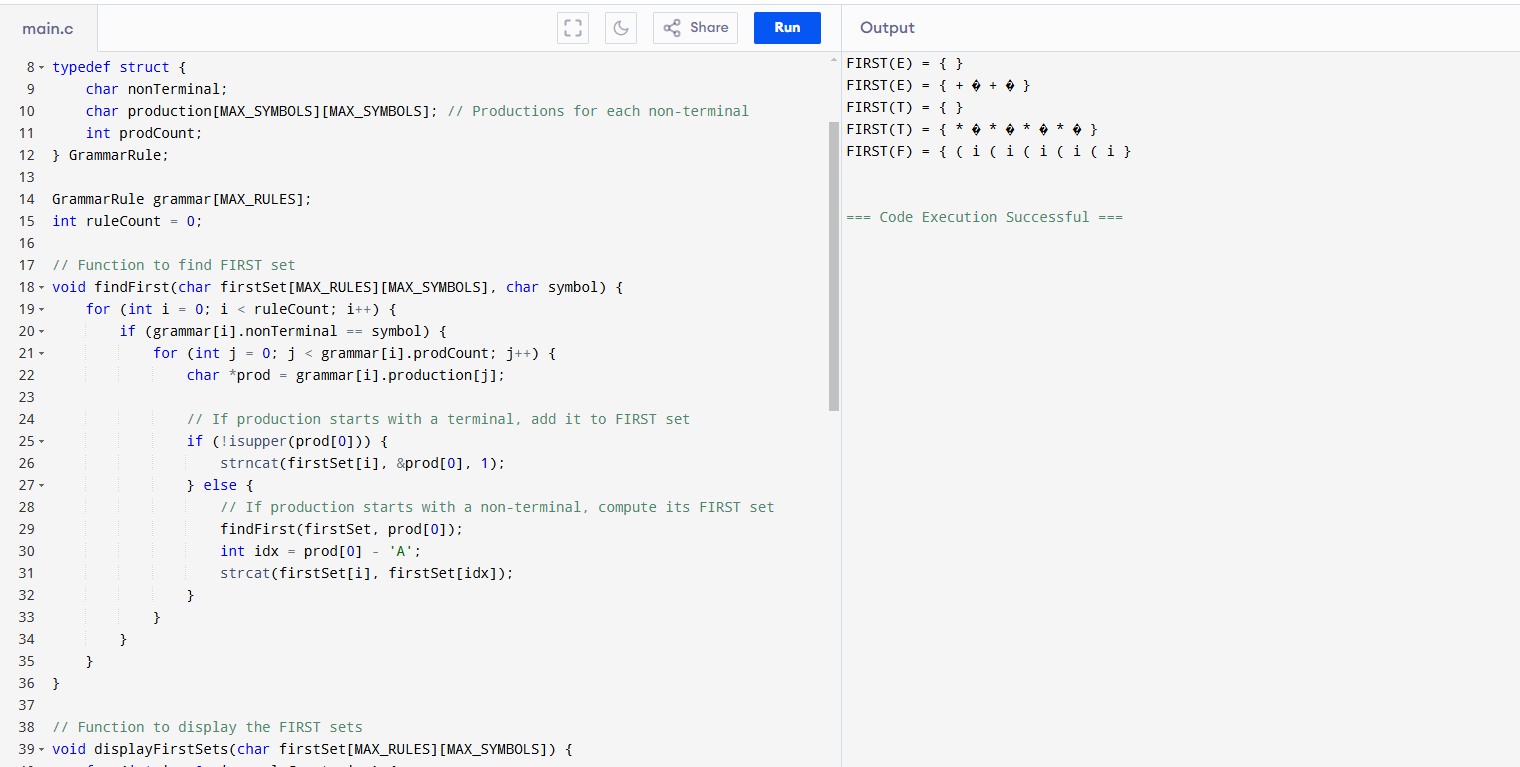 main.c
Share
Run
Output
8 typedef struct {
9     char nonTerminal;
10     char production[MAX_SYMBOLS][MAX_SYMBOLS]; // Productions for each non-terminal
11     int prodCount;
12 } GrammarRule;
13
14 GrammarRule grammar[MAX_RULES];
15 int ruleCount = 0;
16
17 // Function to find FIRST set
18 void findFirst(char firstSet[MAX_RULES][MAX_SYMBOLS], char symbol) {
19     for (int i = 0; i < ruleCount; i++) {
20         if (grammar[i].nonTerminal == symbol) {
21             for (int j = 0; j < grammar[i].prodCount; j++) {
22                 char *prod = grammar[i].production[j];
23
24                 // If production starts with a terminal, add it to FIRST set
25                 if (!isupper(prod[0])) {
26                     strncat(firstSet[i], &prod[0], 1);
27                 } else {
28                     // If production starts with a non-terminal, compute its FIRST set
29                     findFirst(firstSet, prod[0]);
30                     int idx = prod[0] - 'A';
31                     strcat(firstSet[i], firstSet[idx]);
32                 }
33             }
34         }
35     }
36 }
37
38 // Function to display the FIRST sets
39 void displayFirstSets(char firstSet[MAX_RULES][MAX_SYMBOLS]) {
FIRST(E) = { }
FIRST(E) = { + � + � }
FIRST(T) = { }
FIRST(T) = { * � * � * � * � }
FIRST(F) = { ( i ( i ( i ( i ( i }
=== Code Execution Successful ===